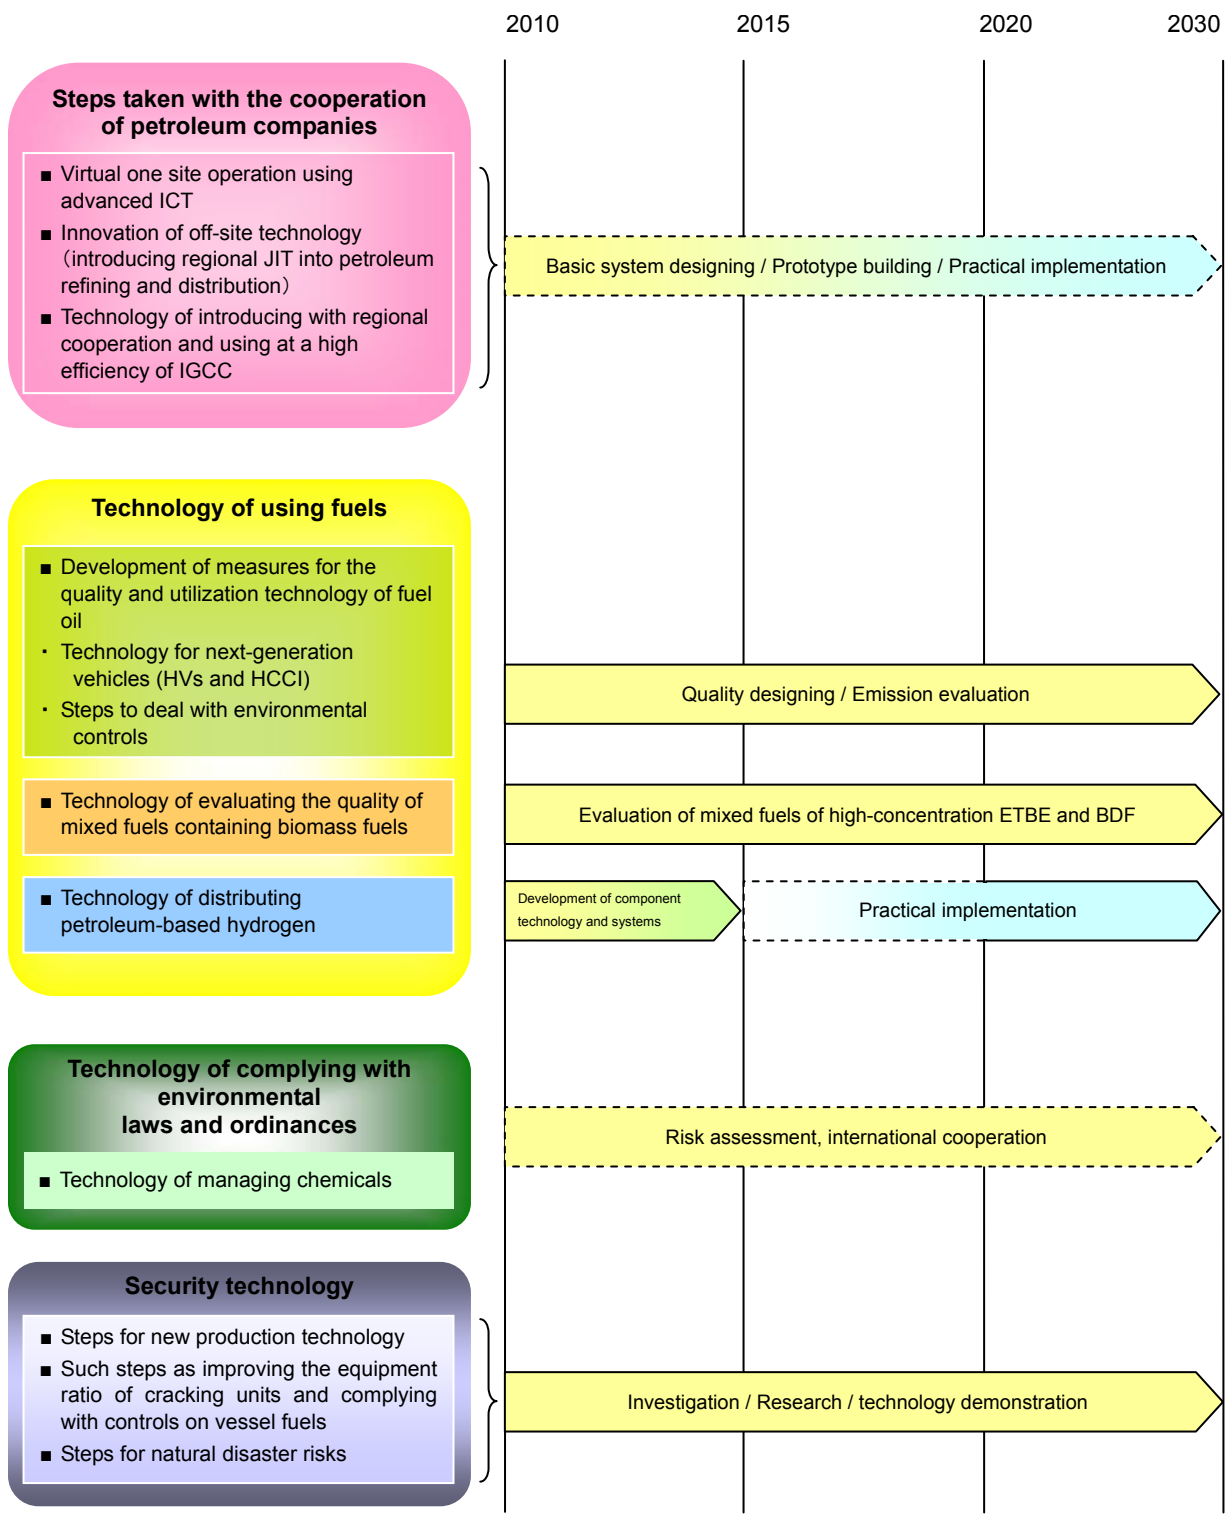 2010 2015 2020 2030
Steps taken with the cooperation
of petroleum companies
■ Virtual one site operation using
advanced ICT
■ Innovation of off-site technology
（introducing regional JIT into petroleum
refining and distribution）
■ Technology of introducing with regional
cooperation and using at a high
efficiency of IGCC
Basic system designing / Prototype building / Practical implementation
Technology of using fuels
■ Development of measures for the
quality and utilization technology of fuel
oil
・ Technology for next-generation
vehicles (HVs and HCCI)
・ Steps to deal with environmental
controls
Quality designing / Emission evaluation
■ Technology of evaluating the quality of
mixed fuels containing biomass fuels
Evaluation of mixed fuels of high-concentration ETBE and BDF
■ Technology of distributing
petroleum-based hydrogen
Development of component
technology and systems
Practical implementation
Technology of complying with
environmental
laws and ordinances
■ Technology of managing chemicals
Risk assessment, international cooperation
Security technology
■ Steps for new production technology
■ Such steps as improving the equipment
ratio of cracking units and complying
with controls on vessel fuels
■ Steps for natural disaster risks
Investigation / Research / technology demonstration